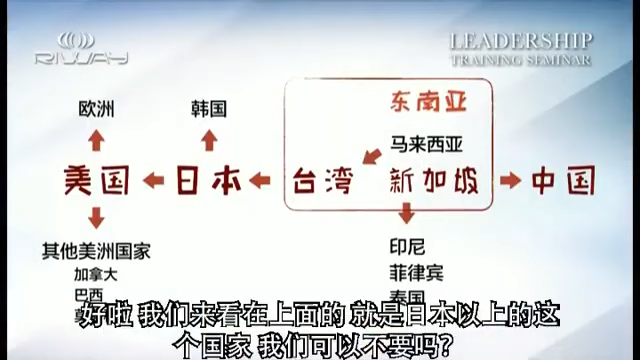 RIWAY
LEADERSHIP
TRAINING SEMINAR
欧洲
韩国
东南亚
马来西亚
美国
日本
台湾
新加坡
中国
其他美洲国家
加拿大
巴西
印尼
菲律宾
泰国
好啦 我们来看在上面的 就是日本以上的这
个国家 我们可以不要吗?